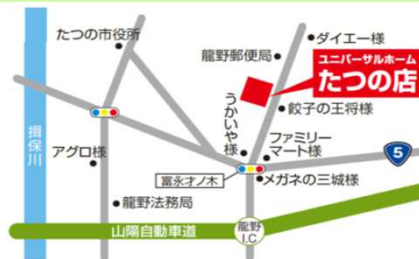 たつの市役所
ダイエー様
龍野郵便局
ユニバーサルホーム
たつの店
餃子の王将様
うかいや様
ファミリー
マート様
揖保川
アグロ様
富永才ノ木
5
メガネの三城様
龍野法務局
山陽自動車道
龍野
I.C.